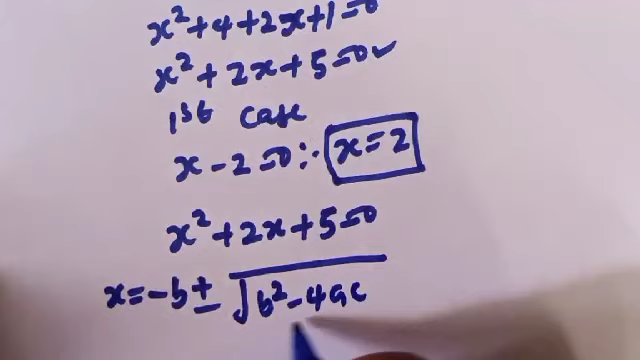 x²+4+2x+1=0
x²+2x+5=0✓
1st case
x-2=0∴ x=2
x²+2x+5=0
x=-b±√b²-4ac